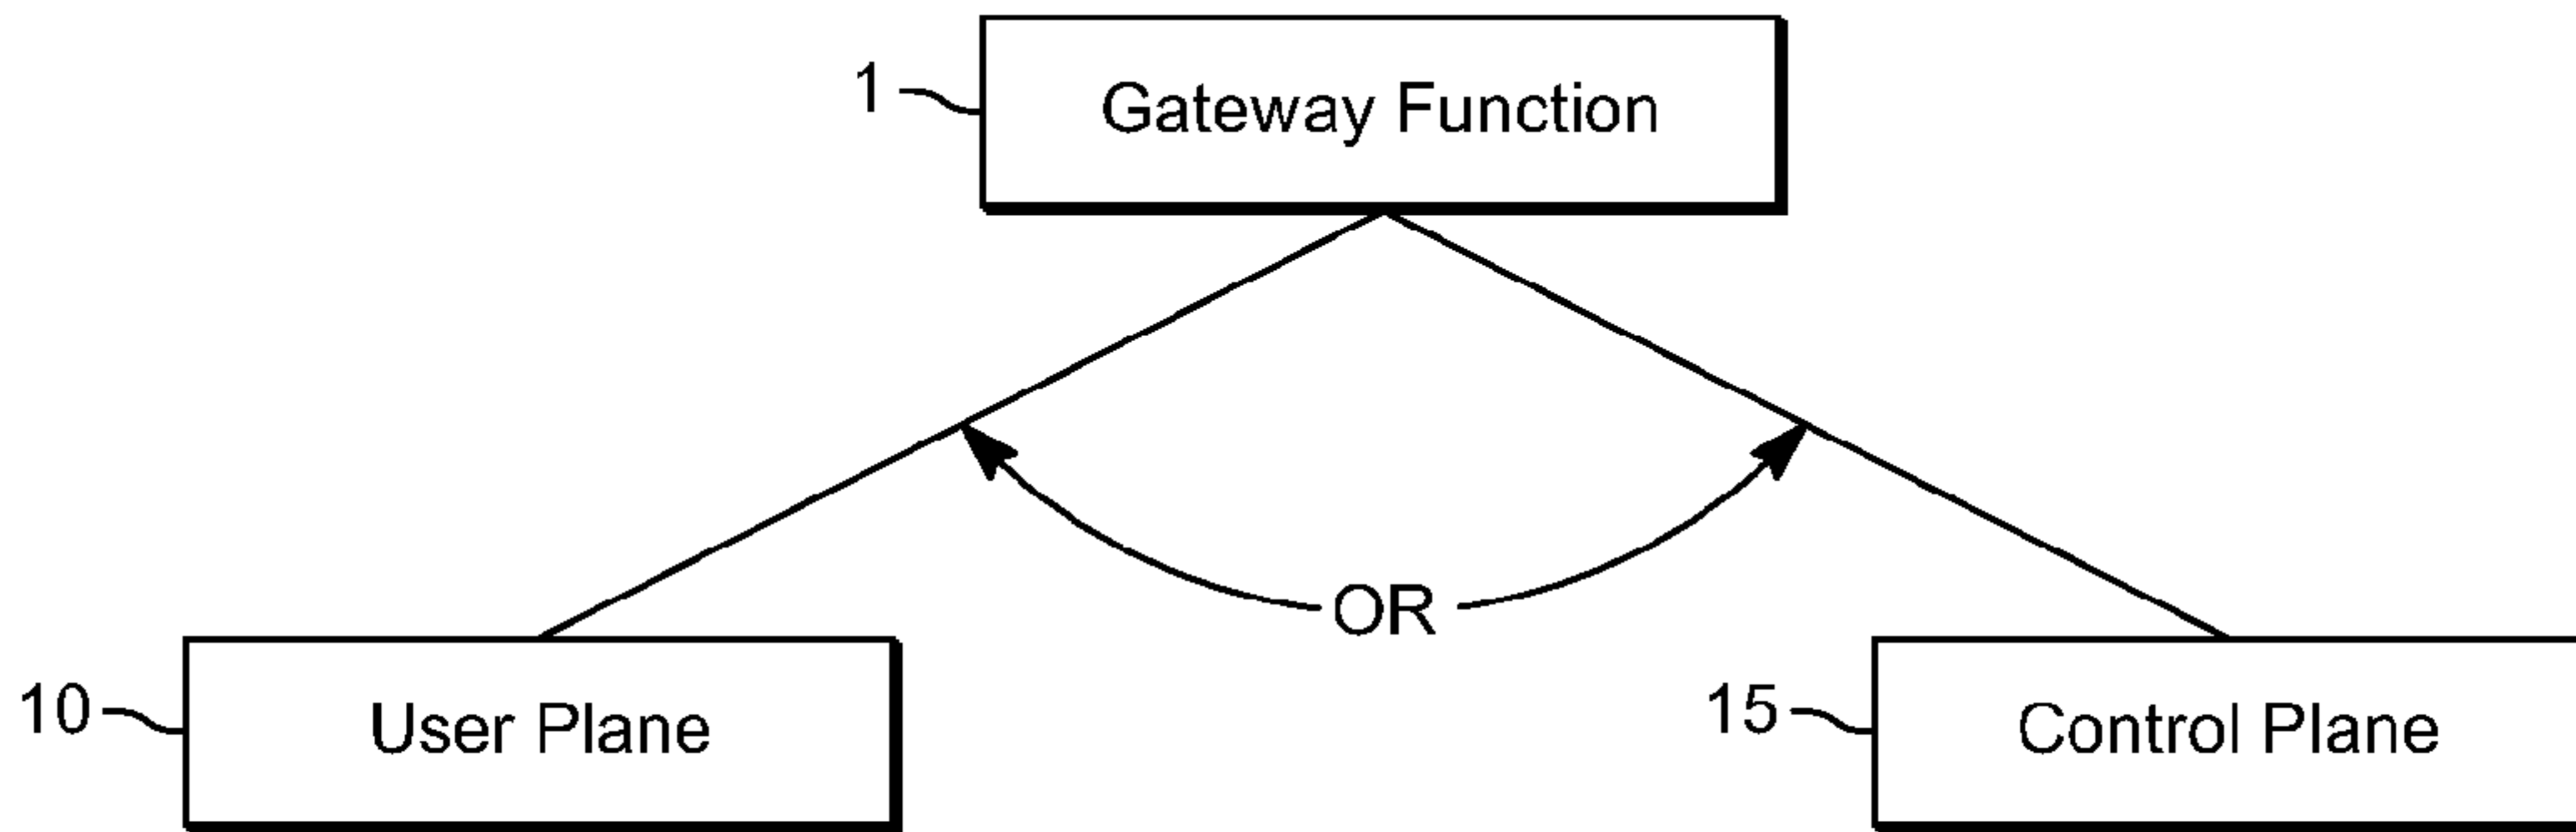 1
Gateway Function
OR
10
User Plane
15
Control Plane